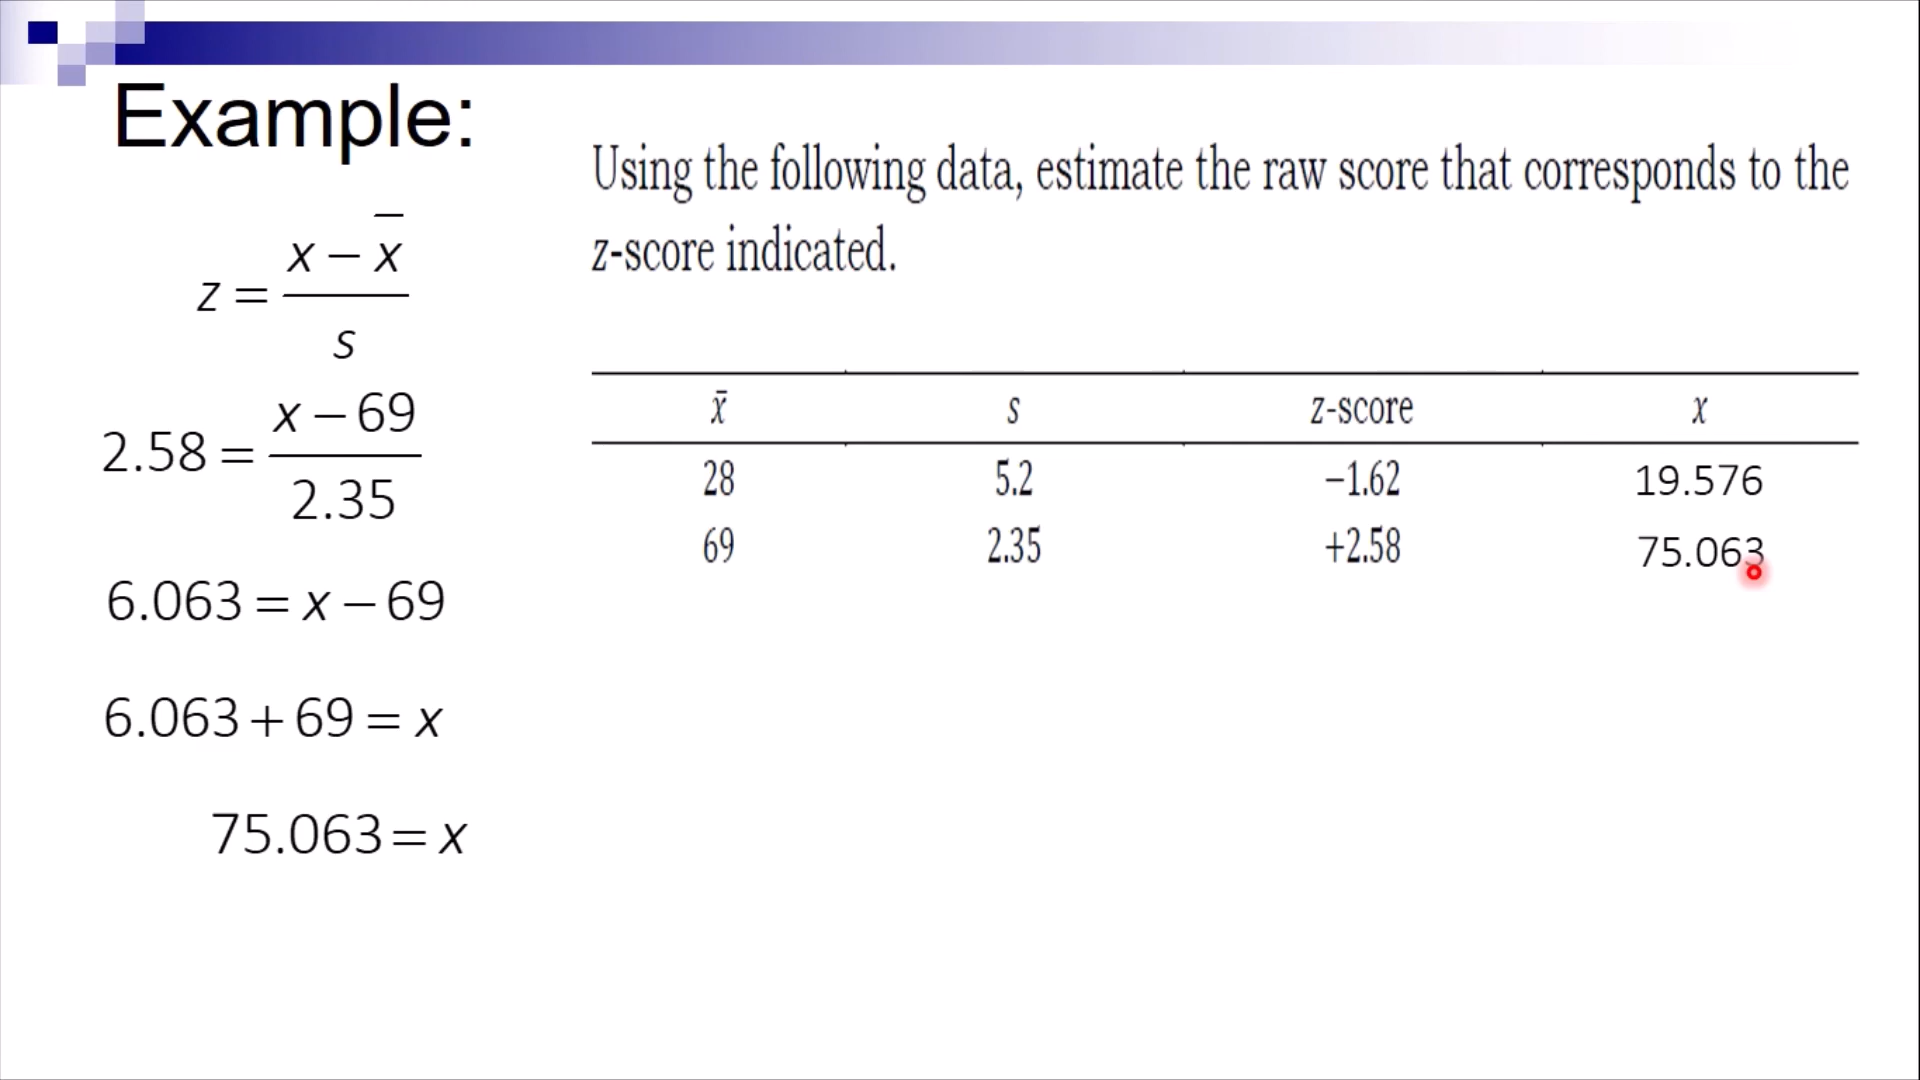 Example:
z = (x − x̄) / s
2.58 = (x − 69) / 2.35
6.063 = x − 69
6.063 + 69 = x
75.063 = x
Using the following data, estimate the raw score that corresponds to the
z-score indicated.
x̄ s z-score x
28 5.2 −1.62 19.576
69 2.35 +2.58 75.063